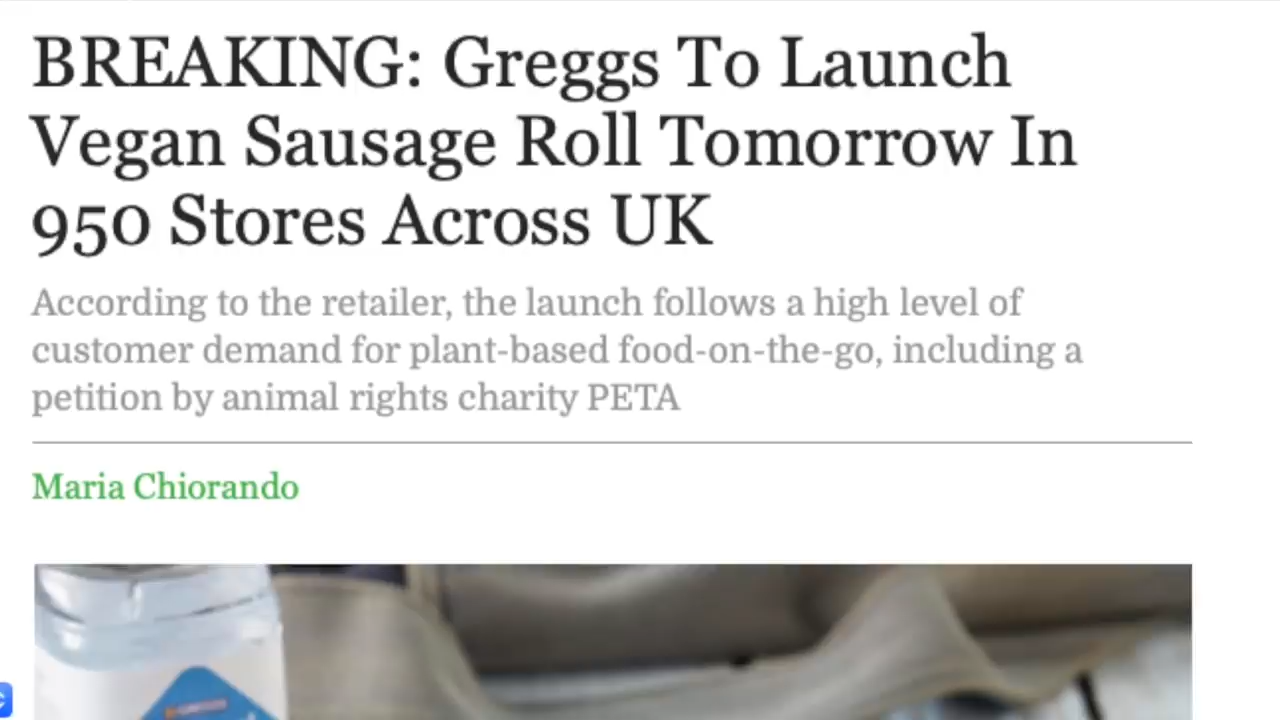 BREAKING: Greggs To Launch
Vegan Sausage Roll Tomorrow In
950 Stores Across UK
According to the retailer, the launch follows a high level of
customer demand for plant-based food-on-the-go, including a
petition by animal rights charity PETA
Maria Chiorando